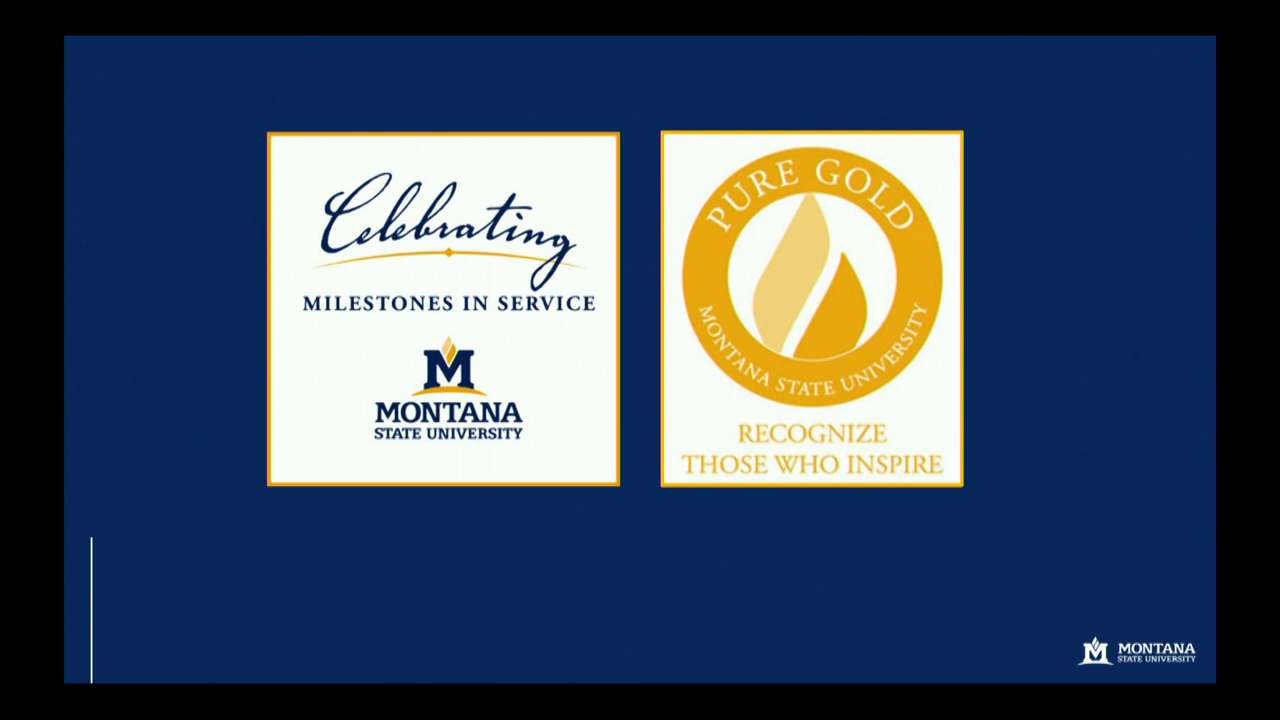 Celebrating
MILESTONES IN SERVICE
M
MONTANA
STATE UNIVERSITY
PURE GOLD
MONTANA STATE UNIVERSITY
RECOGNIZE
THOSE WHO INSPIRE
M
MONTANA
STATE UNIVERSITY